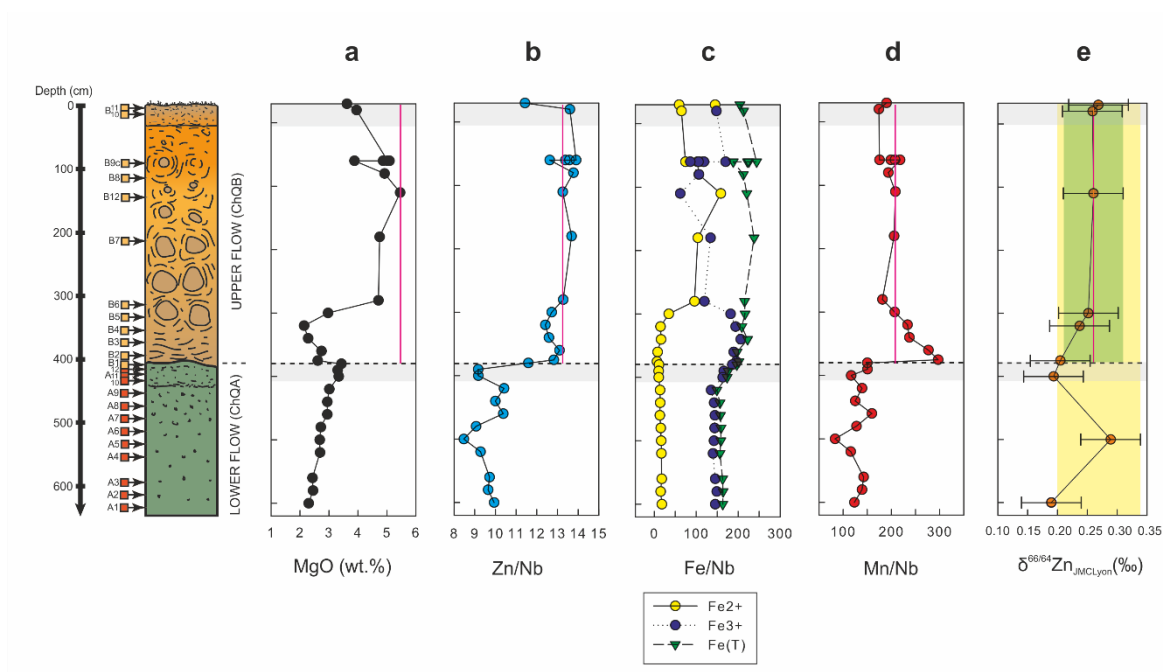 a b c d e
Depth (cm)
0
100
200
300
400
500
600
B11
10
B9c
B8
B12
B7
B6
B5
B4
B3
B2
B1
A11
10
A9
A8
A7
A6
A5
A4
A3
A2
A1
UPPER FLOW (ChQB)
LOWER FLOW (ChQA)
1 2 3 4 5 6
MgO (wt.%)
8 9 10 11 12 13 14 15
Zn/Nb
0 100 200 300
Fe/Nb
100 200 300
Mn/Nb
0.10 0.15 0.20 0.25 0.30 0.35
δ66/64Zn JMCLyon (‰)
Fe2+
Fe3+
Fe(T)